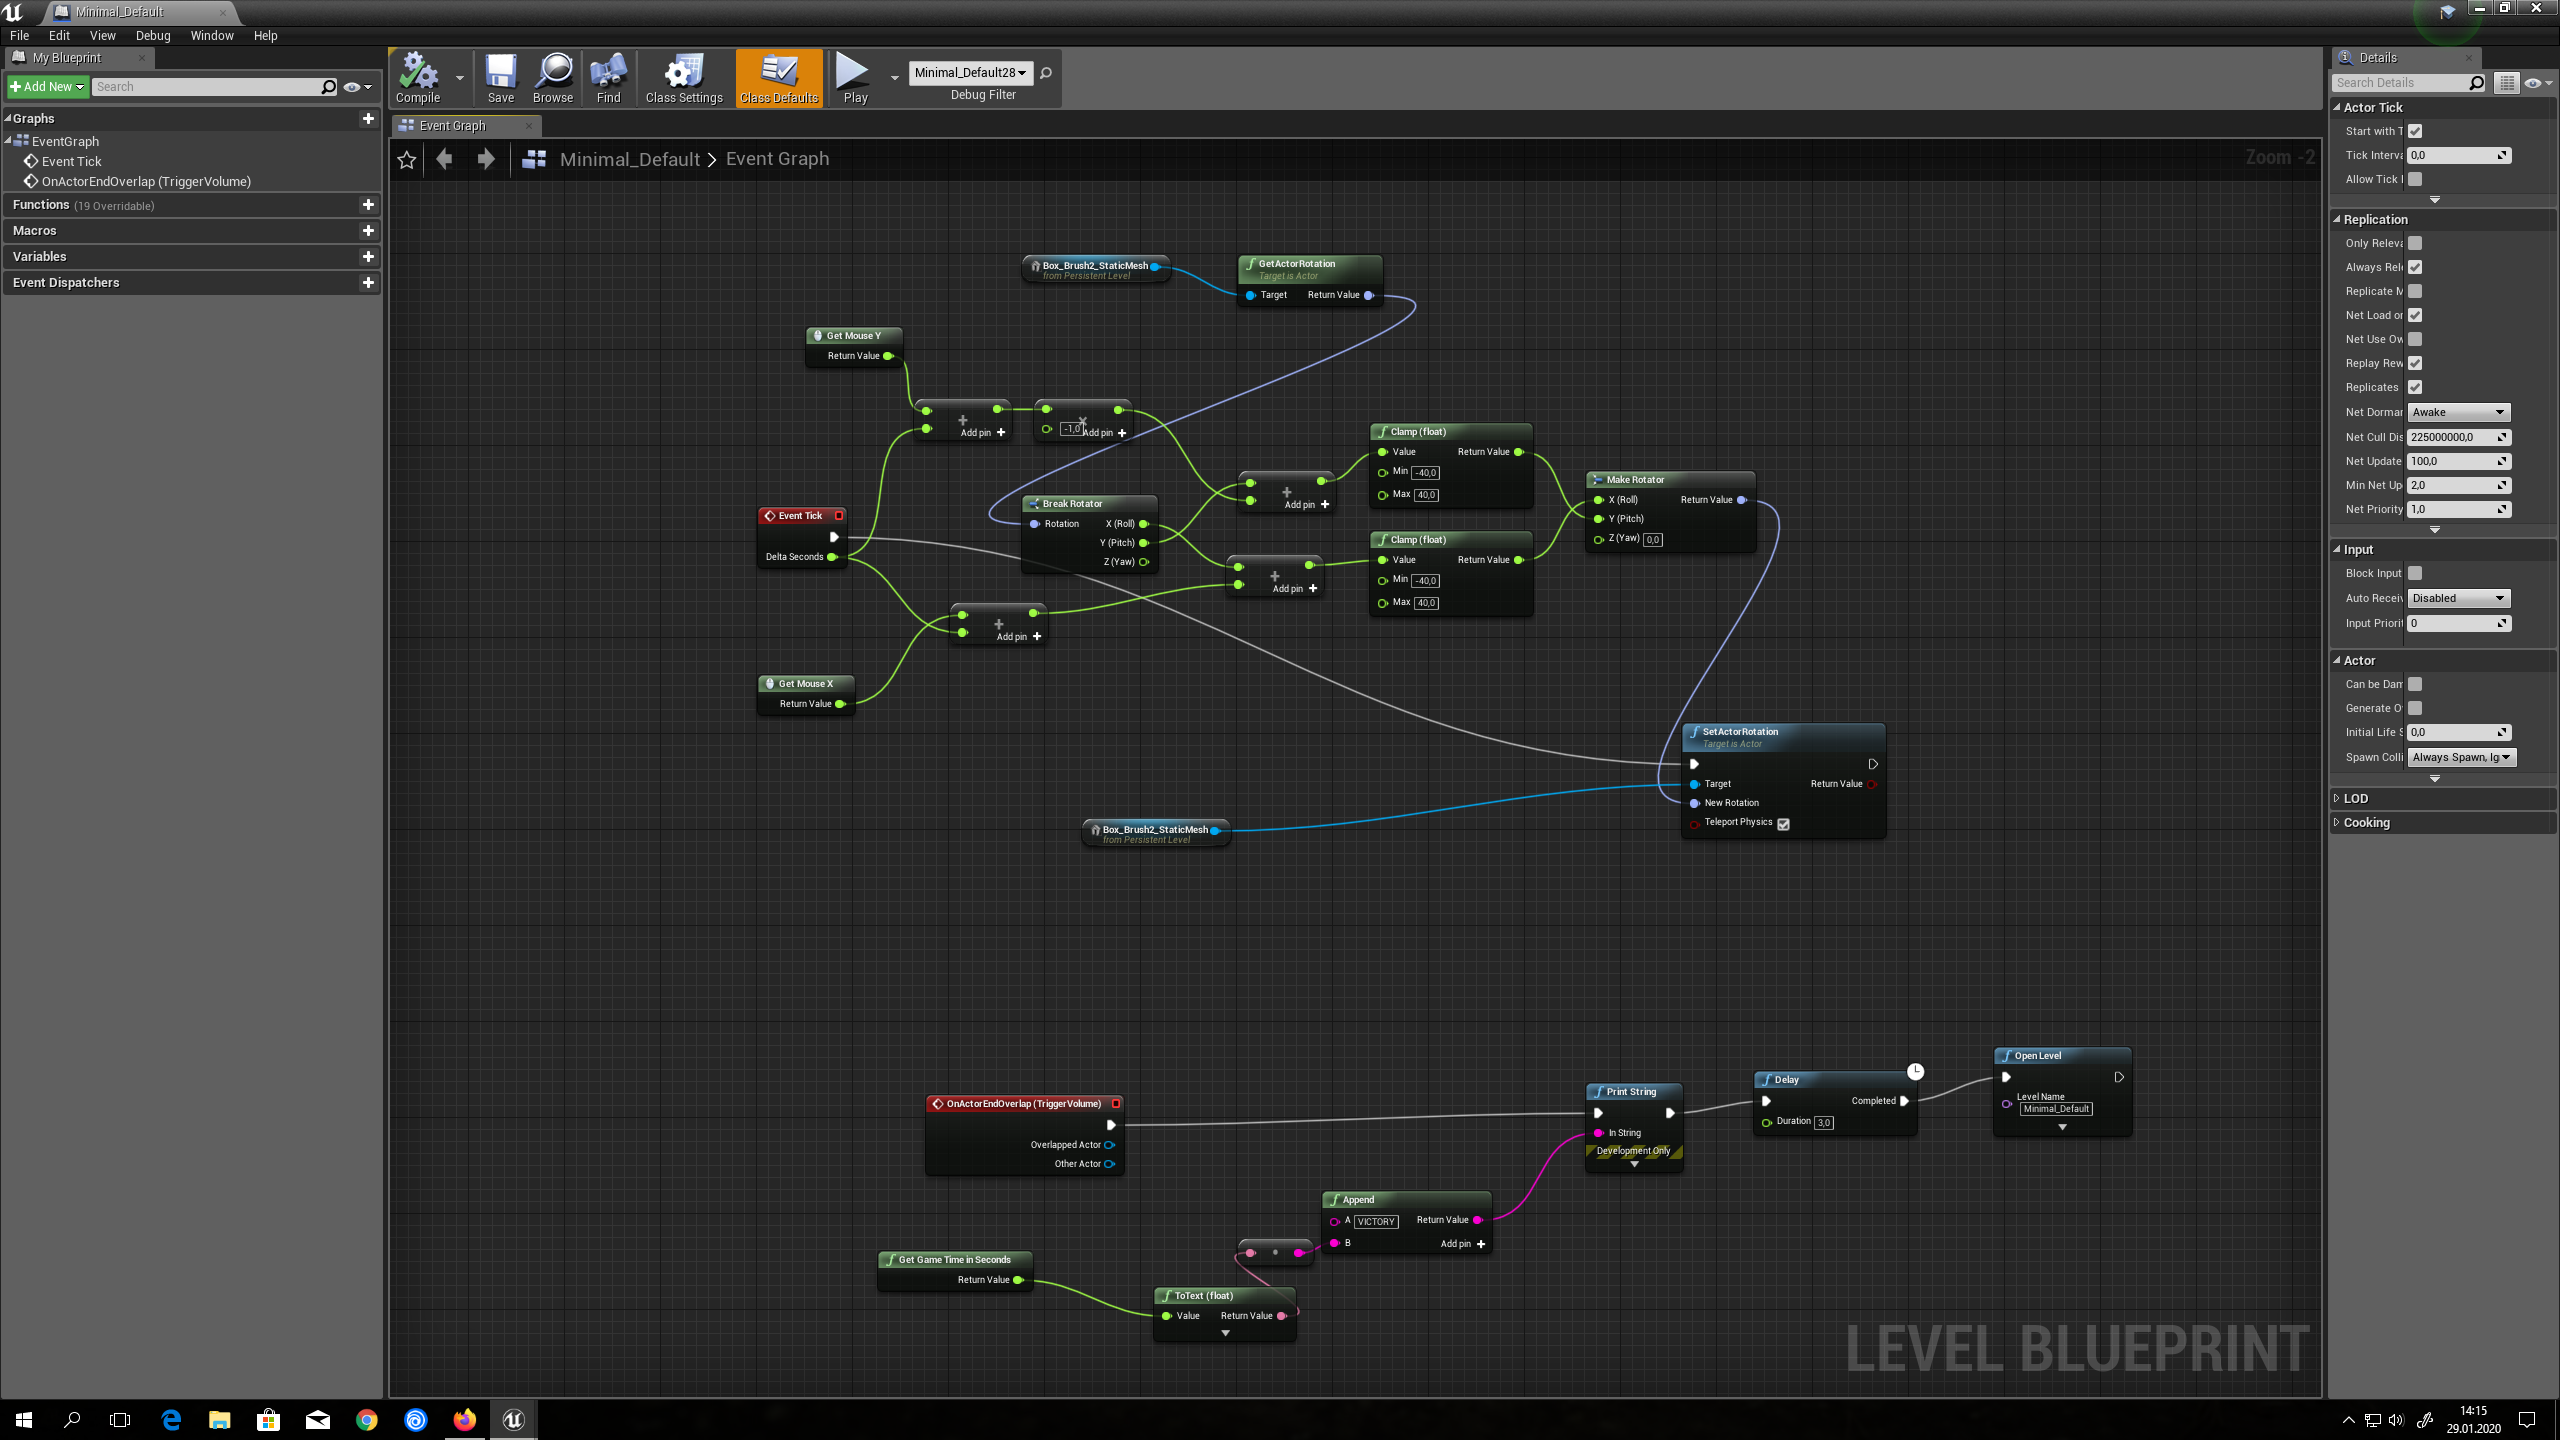 Minimal_Default
File Edit View Debug Window Help
My Blueprint
Add New Search
Graphs
EventGraph
Event Tick
OnActorEndOverlap (TriggerVolume)
Functions (19 Overridable)
Macros
Variables
Event Dispatchers
Compile Save Browse Find Class Settings Class Defaults Play
Minimal_Default28
Debug Filter
Event Graph
Minimal_Default > Event Graph
Zoom -2
Box_Brush2_StaticMesh
from Persistent Level
GetActorRotation
Target is Actor
Target Return Value
Get Mouse Y
Return Value
Add pin
-1,0 Add pin
Clamp (float)
Value Return Value
Min -40,0
Max 40,0
Add pin
Make Rotator
X (Roll) Return Value
Y (Pitch)
Z (Yaw) 0,0
Break Rotator
Rotation X (Roll)
Y (Pitch)
Z (Yaw)
Event Tick
Delta Seconds
Clamp (float)
Value Return Value
Min -40,0
Max 40,0
Add pin
Add pin
Get Mouse X
Return Value
SetActorRotation
Target is Actor
Target Return Value
New Rotation
Teleport Physics
Box_Brush2_StaticMesh
from Persistent Level
OnActorEndOverlap (TriggerVolume)
Overlapped Actor
Other Actor
Print String
In String
Development Only
Delay
Completed
Duration 3,0
Open Level
Level Name
Minimal_Default
Append
A VICTORY Return Value
B Add pin
Get Game Time in Seconds
Return Value
ToText (float)
Value Return Value
LEVEL BLUEPRINT
Details
Search Details
Actor Tick
Start with T
Tick Interva 0,0
Allow Tick
Replication
Only Releva
Always Rel
Replicate M
Net Load or
Net Use Ow
Replay Rew
Replicates
Net Dorman Awake
Net Cull Dis 225000000,0
Net Update 100,0
Min Net Up 2,0
Net Priority 1,0
Input
Block Input
Auto Receiv Disabled
Input Priorit 0
Actor
Can be Dam
Generate O
Initial Life S 0,0
Spawn Colli Always Spawn, Ig
LOD
Cooking
14:15
29.01.2020